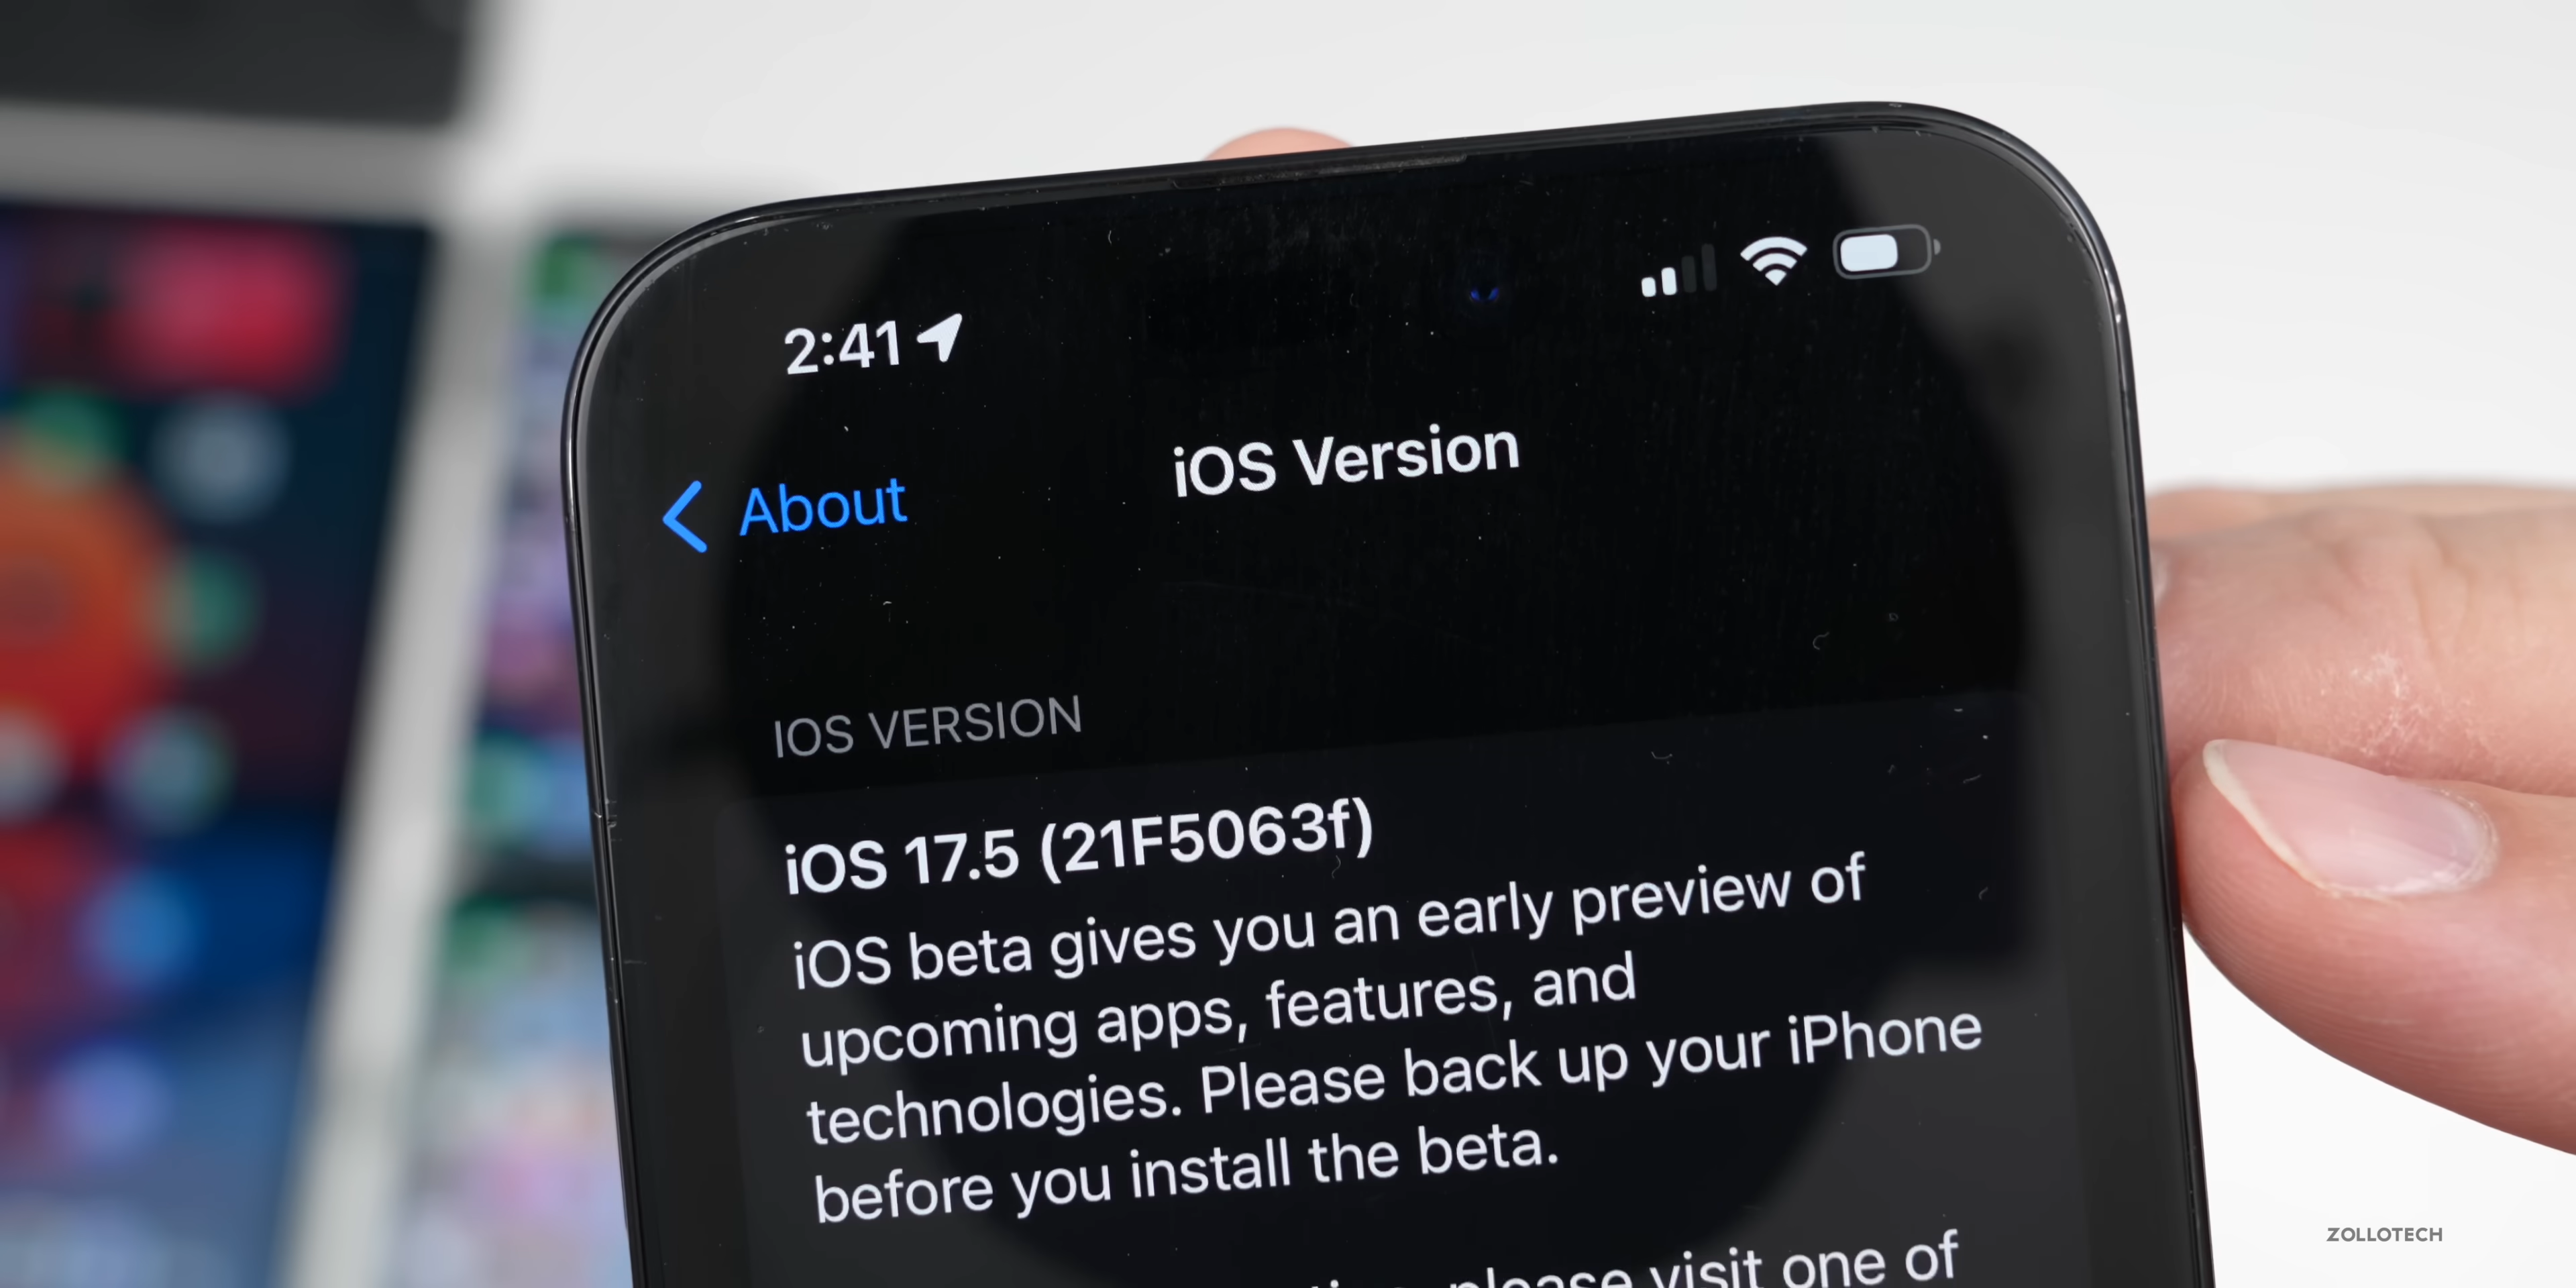 2:41
About
iOS Version
IOS VERSION
iOS 17.5 (21F5063f)
iOS beta gives you an early preview of
upcoming apps, features, and
technologies. Please back up your iPhone
before you install the beta.
please visit one of
ZOLLOTECH